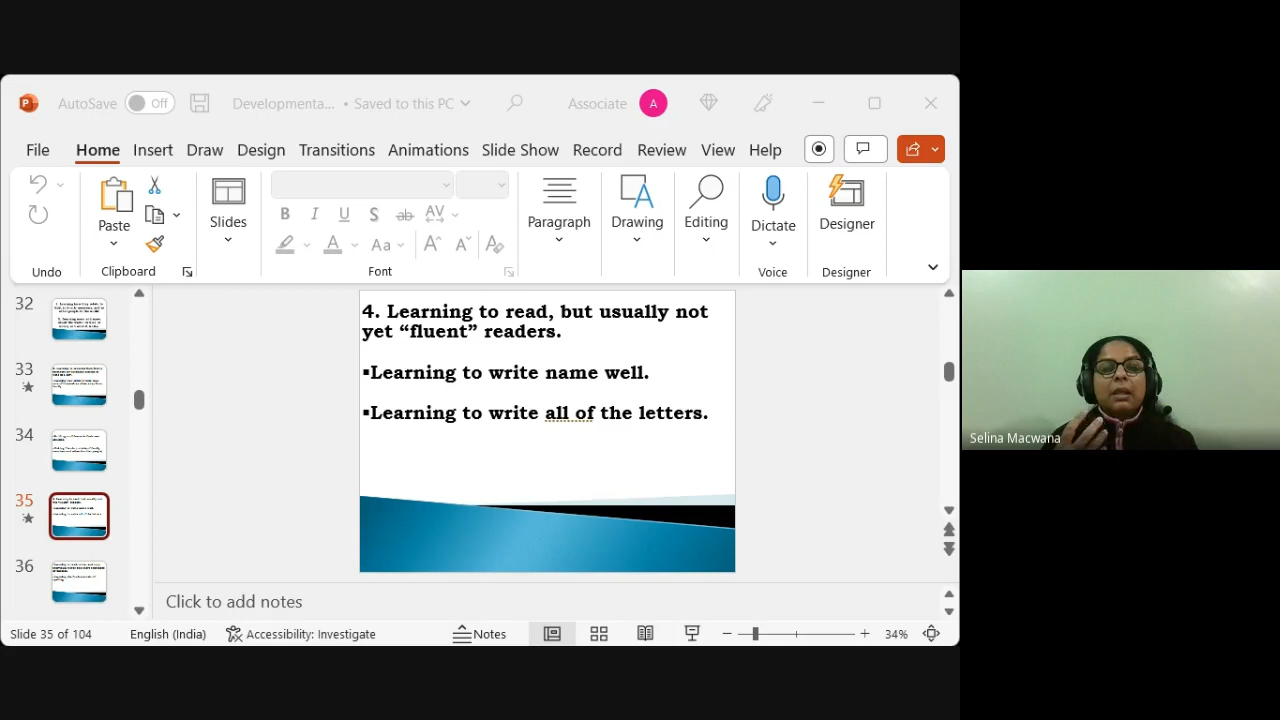 AutoSave Off Developmenta... • Saved to this PC Associate A
File Home Insert Draw Design Transitions Animations Slide Show Record Review View Help
Paste Slides B I U S ab AV Aa A A Paragraph Drawing Editing Dictate Designer
Undo Clipboard Font Voice Designer
32
33
34
35
36
4. Learning to read, but usually not
yet “fluent” readers.
▪Learning to write name well.
▪Learning to write all of the letters.
Click to add notes
Slide 35 of 104 English (India) Accessibility: Investigate Notes 34%
Selina Macwana